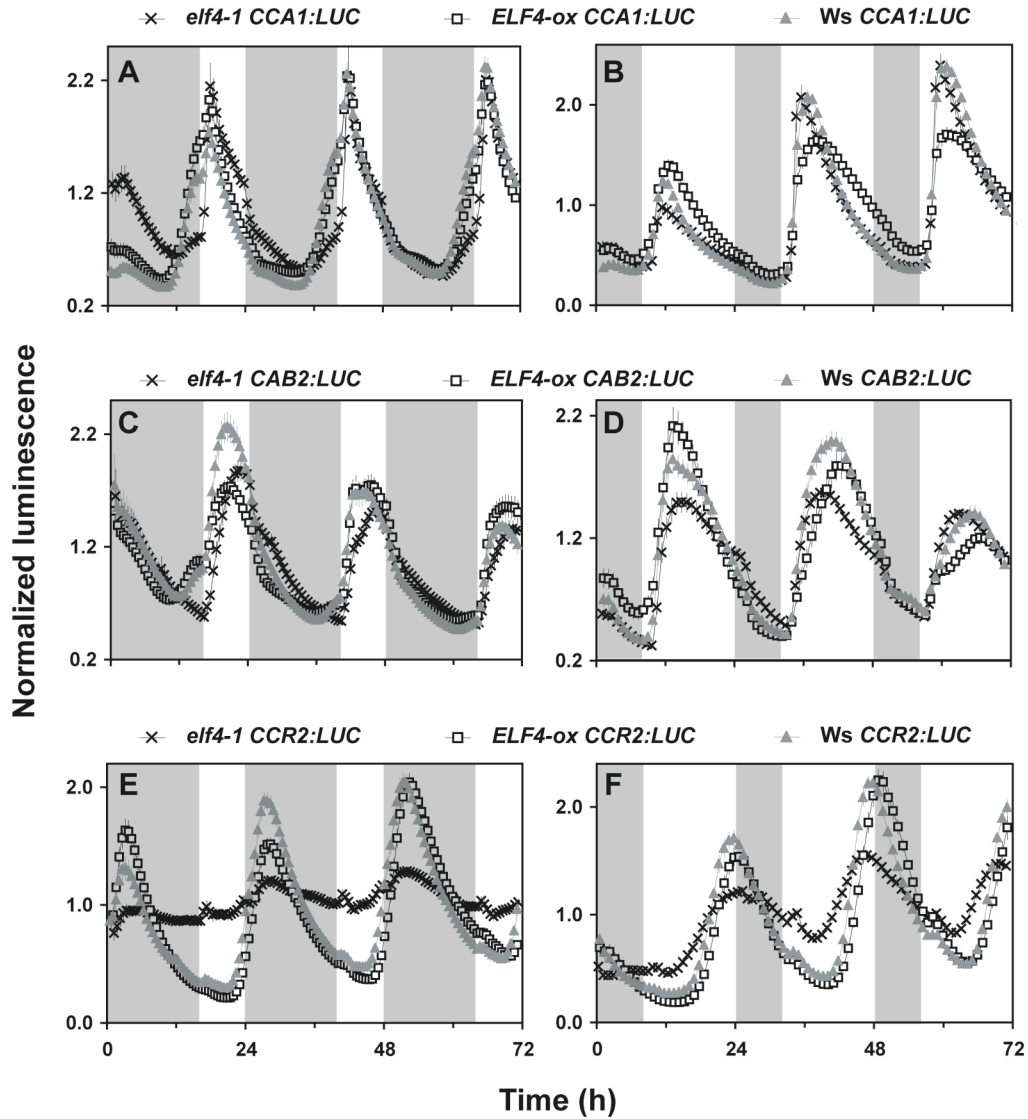 elf4-1 CCA1:LUC ELF4-ox CCA1:LUC Ws CCA1:LUC
A
2.2
1.2
0.2
B
2.0
1.0
0.0
Normalized luminescence
elf4-1 CAB2:LUC ELF4-ox CAB2:LUC Ws CAB2:LUC
C
2.2
1.2
0.2
D
2.2
1.2
0.2
elf4-1 CCR2:LUC ELF4-ox CCR2:LUC Ws CCR2:LUC
E
2.0
1.0
0.0
0 24 48 72
F
2.0
1.0
0.0
0 24 48 72
Time (h)